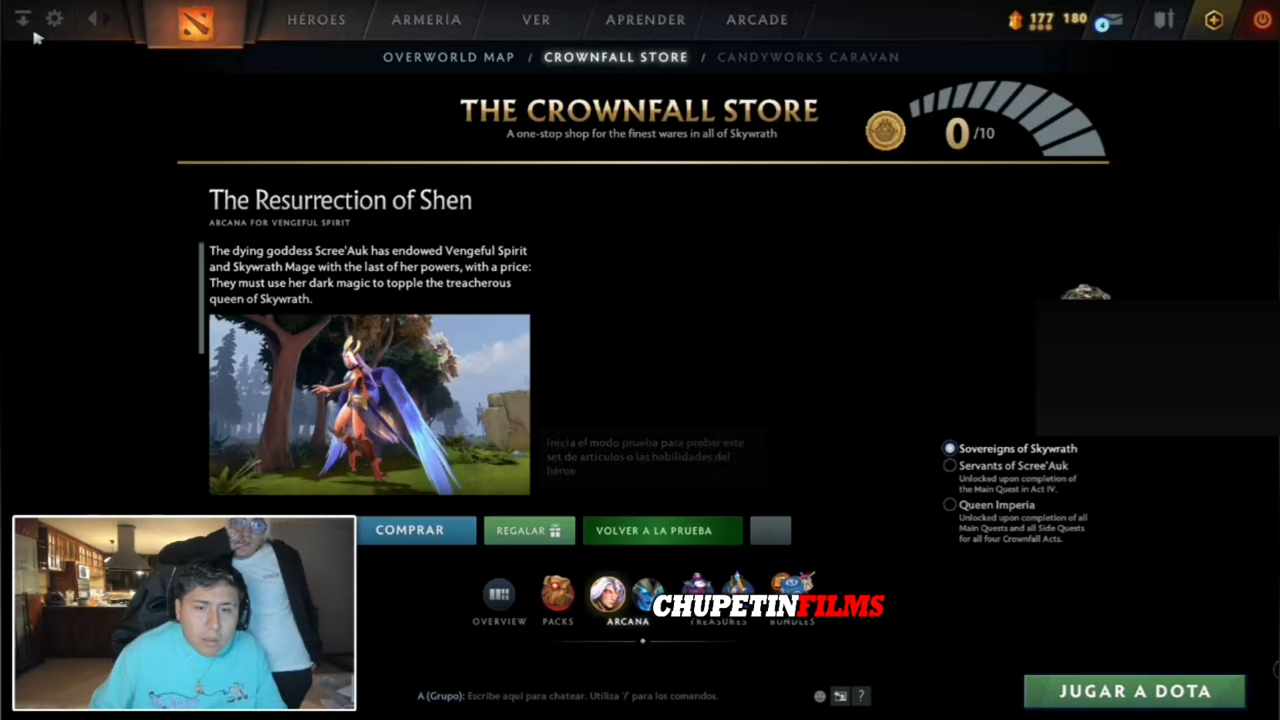 HÉROES
ARMERÍA
VER
APRENDER
ARCADE
177
180
4
OVERWORLD MAP / CROWNFALL STORE / CANDYWORKS CARAVAN
THE CROWNFALL STORE
A one-stop shop for the finest wares in all of Skywrath
0/10
The Resurrection of Shen
ARCANA FOR VENGEFUL SPIRIT
The dying goddess Scree'Auk has endowed Vengeful Spirit
and Skywrath Mage with the last of her powers, with a price:
They must use her dark magic to topple the treacherous
queen of Skywrath.
Inicia el modo prueba para probar este
set de artículos o las habilidades del
héroe
Sovereigns of Skywrath
Servants of Scree'Auk
Unlocked upon completion of
the Main Quest in Act IV.
Queen Imperia
Unlocked upon completion of all
Main Quests and all Side Quests
for all four Crownfall Acts.
COMPRAR
REGALAR
VOLVER A LA PRUEBA
OVERVIEW
PACKS
ARCANA
TREASURES
BUNDLES
CHUPETINFILMS
A (Grupo): Escribe aquí para chatear. Utiliza '/' para los comandos.
?
JUGAR A DOTA